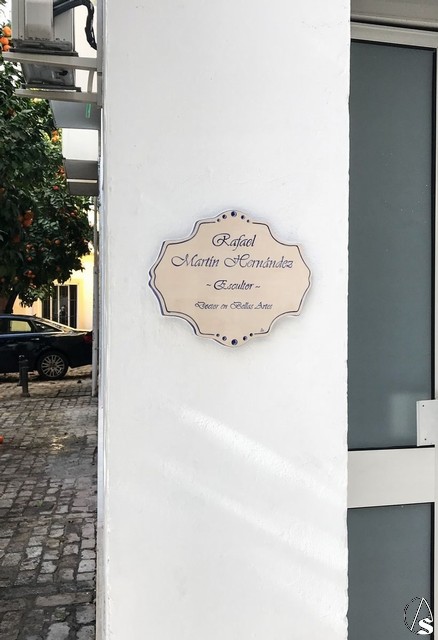 Rafael
Martín Hernández
~ Escultor ~
Doctor en Bellas Artes